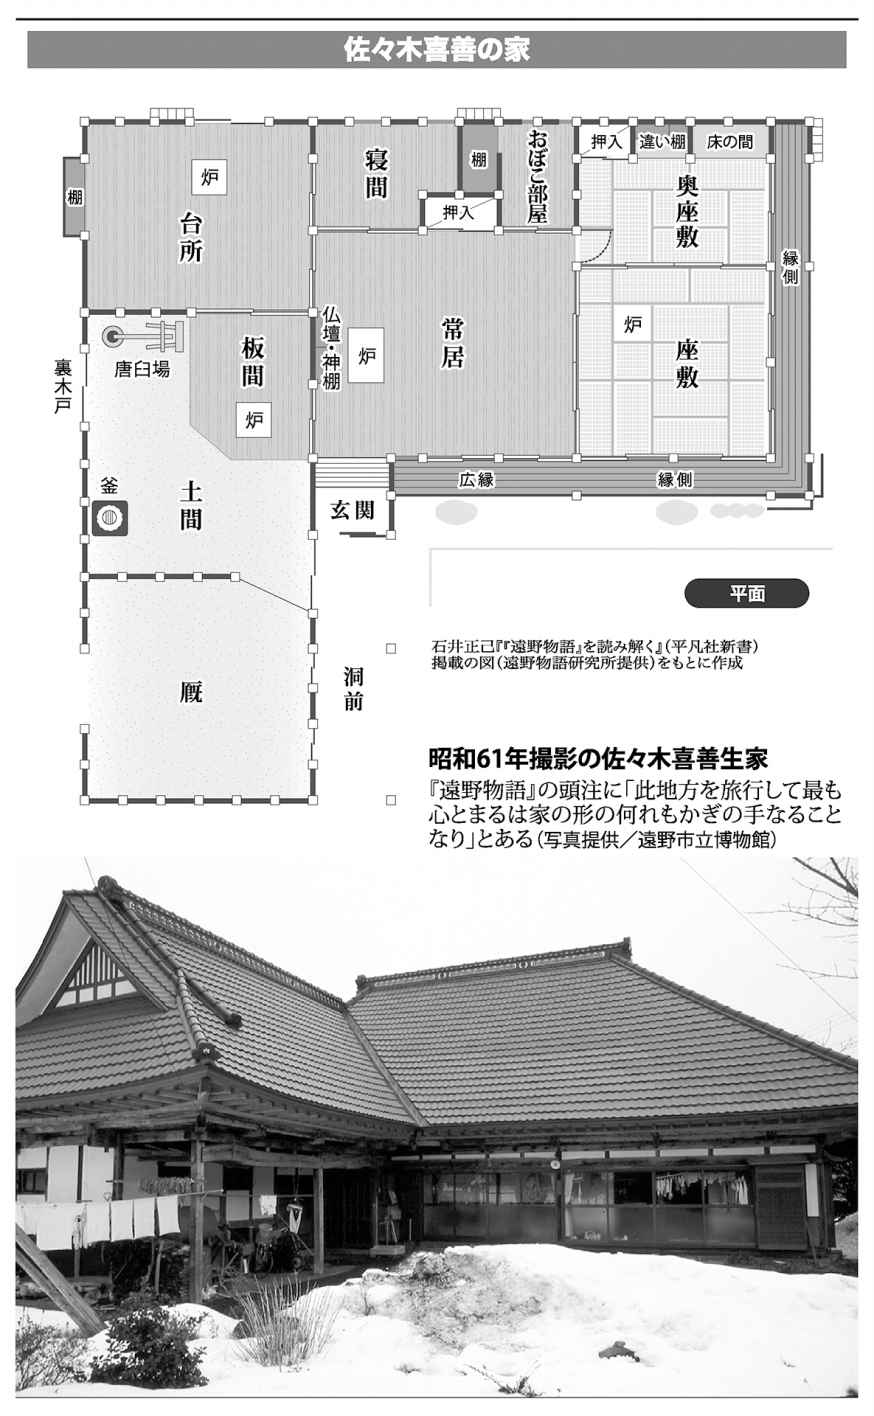 佐々木喜善の家
棚
炉
台所
寝間
棚
押入
おぼこ部屋
押入
違い棚
床の間
奥座敷
縁側
唐臼場
板間
炉
仏壇・神棚
炉
常居
炉
座敷
裏木戸
釜
土間
玄関
広縁
縁側
厩
洞前
平面
石井正己『『遠野物語』を読み解く』(平凡社新書)
掲載の図(遠野物語研究所提供)をもとに作成
昭和61年撮影の佐々木喜善生家
『遠野物語』の頭注に「此地方を旅行して最も
心とまるは家の形の何れもかぎの手なること
なり」とある(写真提供/遠野市立博物館)